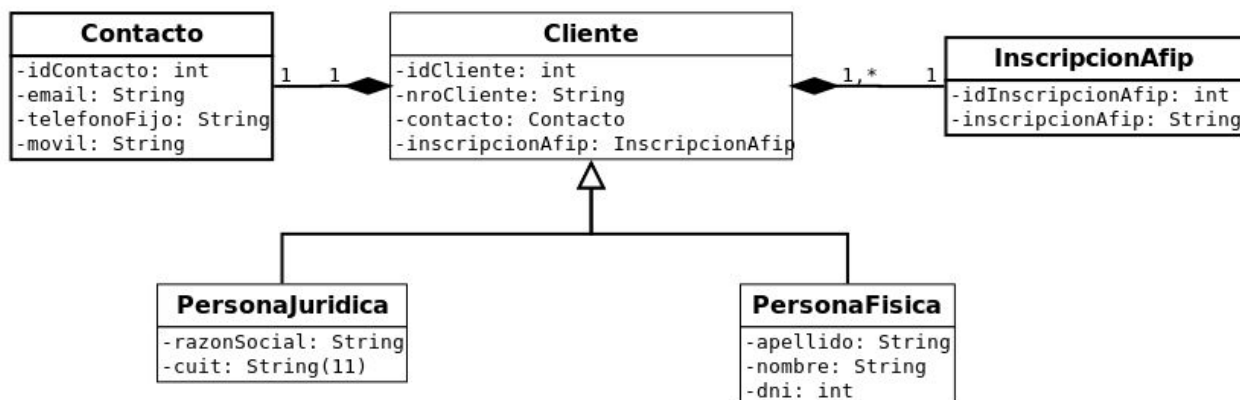 Contacto
-idContacto: int
-email: String
-telefonoFijo: String
-movil: String
1 1
Cliente
-idCliente: int
-nroCliente: String
-contacto: Contacto
-inscripcionAfip: InscripcionAfip
1,* 1
InscripcionAfip
-idInscripcionAfip: int
-inscripcionAfip: String
PersonaJuridica
-razonSocial: String
-cuit: String(11)
PersonaFisica
-apellido: String
-nombre: String
-dni: int